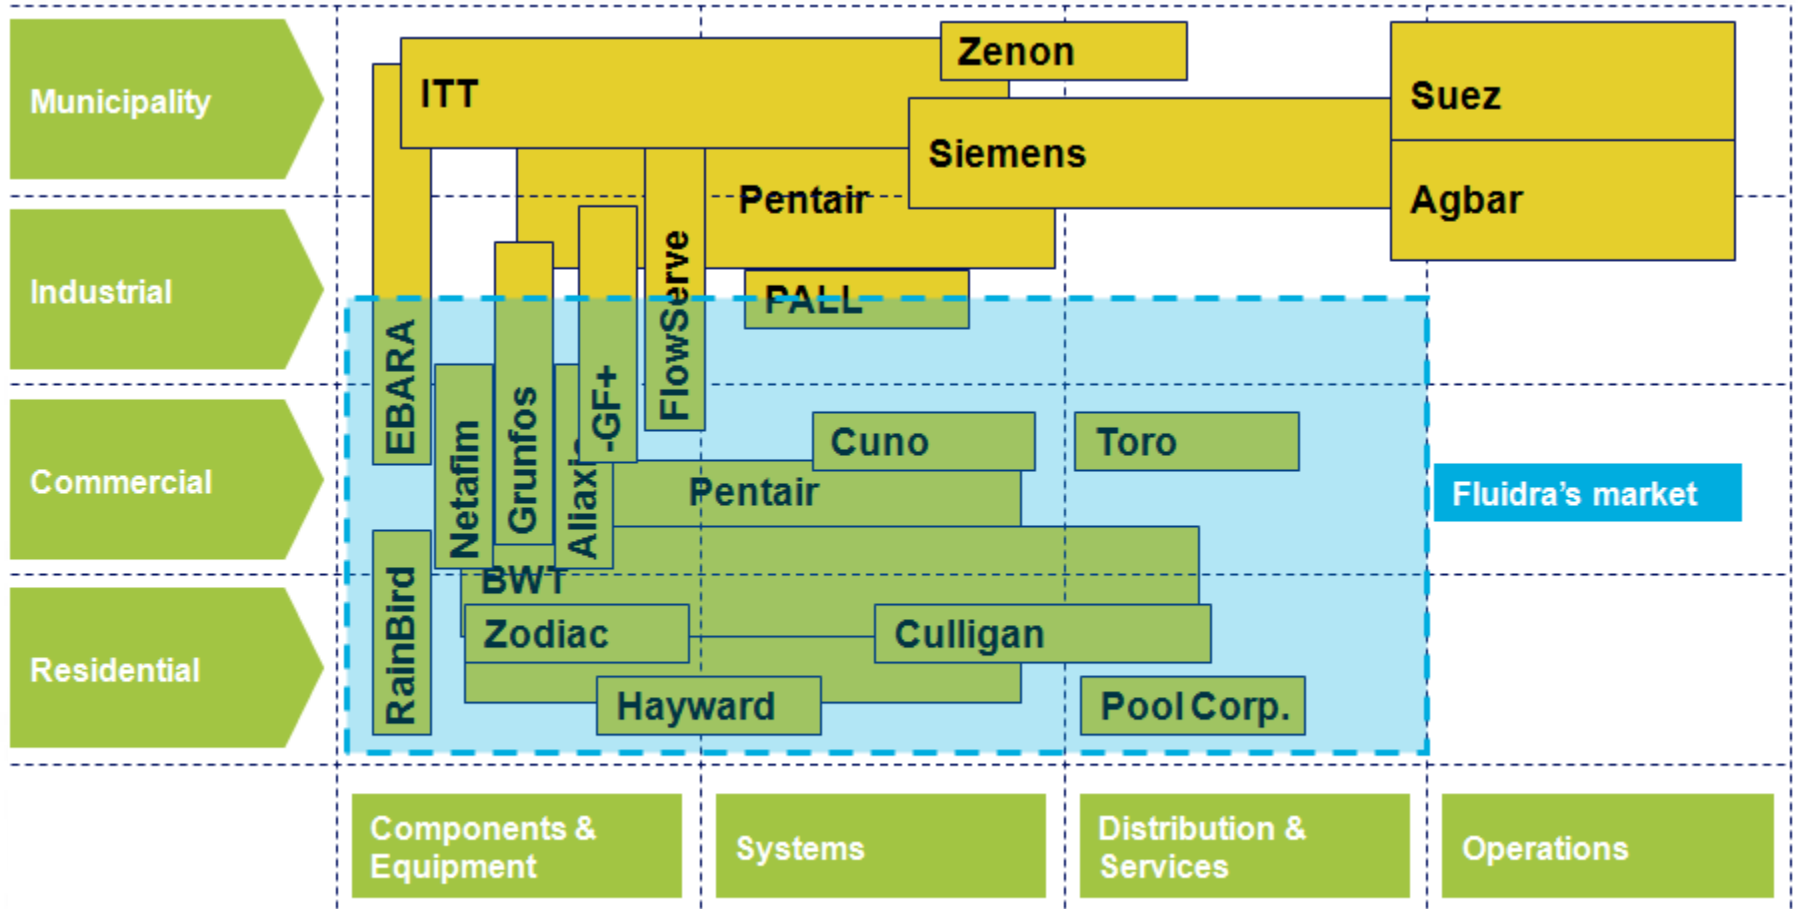 Municipality
Zenon
ITT
Suez
Siemens
Pentair
Agbar
Industrial
PALL
EBARA
Netafim
Grunfos
-GF+
FlowServe
Commercial
Cuno
Toro
Pentair
Fluidra's market
BWT
RainBird
Zodiac
Culligan
Residential
Hayward
Pool Corp.
Components &
Equipment
Systems
Distribution &
Services
Operations